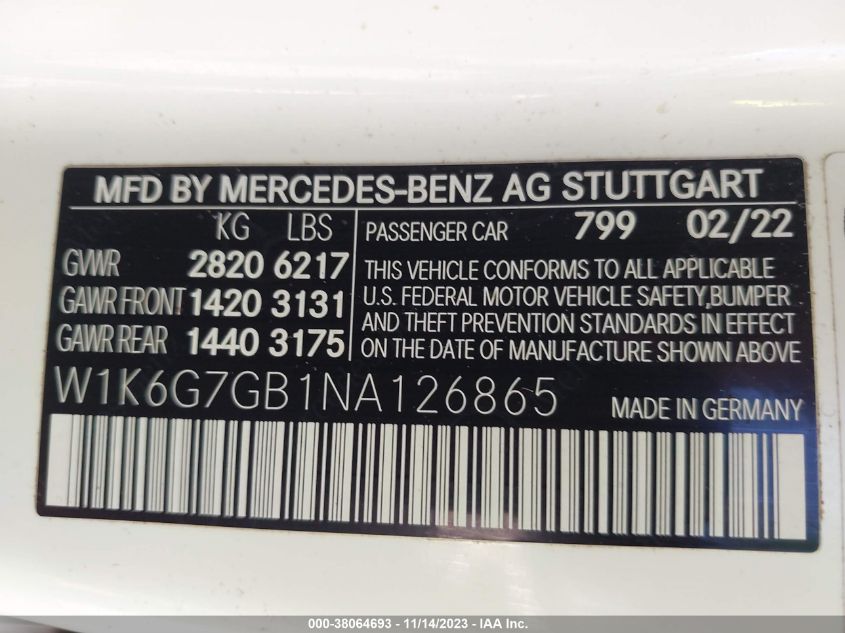 MFD BY MERCEDES-BENZ AG STUTTGART
KG LBS
GVWR 2820 6217
GAWR FRONT 1420 3131
GAWR REAR 1440 3175
PASSENGER CAR 799 02/22
THIS VEHICLE CONFORMS TO ALL APPLICABLE
U.S. FEDERAL MOTOR VEHICLE SAFETY,BUMPER
AND THEFT PREVENTION STANDARDS IN EFFECT
ON THE DATE OF MANUFACTURE SHOWN ABOVE
W1K6G7GB1NA126865 MADE IN GERMANY
000-38064693 - 11/14/2023 - Copyright © 2023 - IAA Inc.